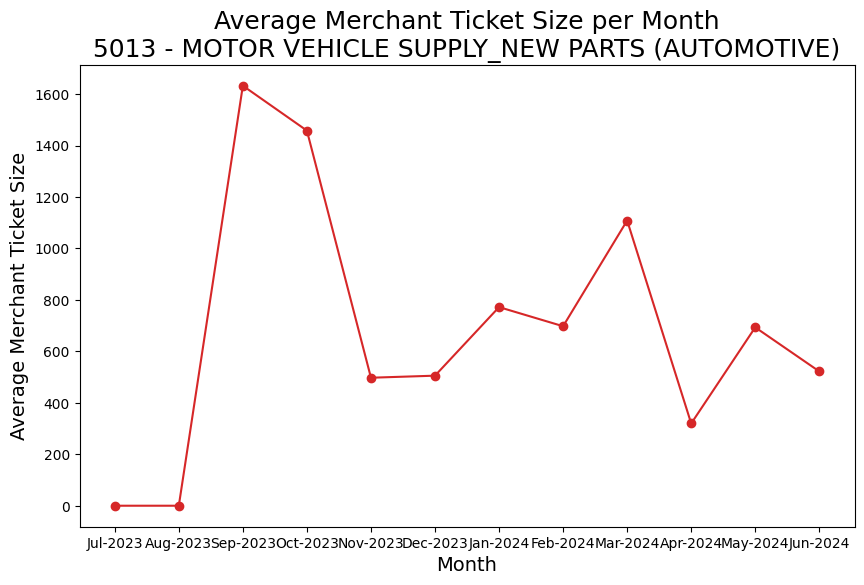 Average Merchant Ticket Size per Month
5013 - MOTOR VEHICLE SUPPLY_NEW PARTS (AUTOMOTIVE)
Average Merchant Ticket Size
1600
1400
1200
1000
800
600
400
200
0
Jul-2023 Aug-2023 Sep-2023 Oct-2023 Nov-2023 Dec-2023 Jan-2024 Feb-2024 Mar-2024 Apr-2024 May-2024 Jun-2024
Month